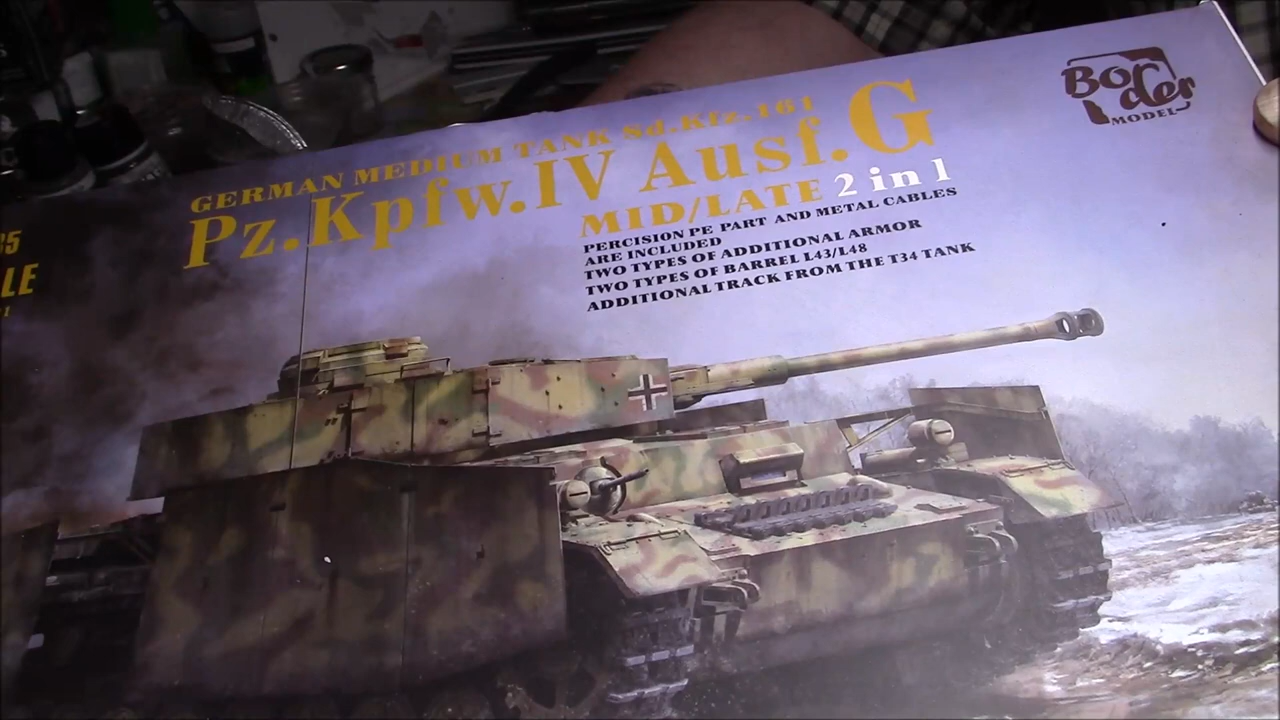 GERMAN MEDIUM TANK Sd.Kfz.161
Pz.Kpfw.IV Ausf.G
MID/LATE 2 in 1
PERCISION PE PART AND METAL CABLES
ARE INCLUDED
TWO TYPES OF ADDITIONAL ARMOR
TWO TYPES OF BARREL L43/L48
ADDITIONAL TRACK FROM THE T34 TANK
Border
MODEL
35
LE